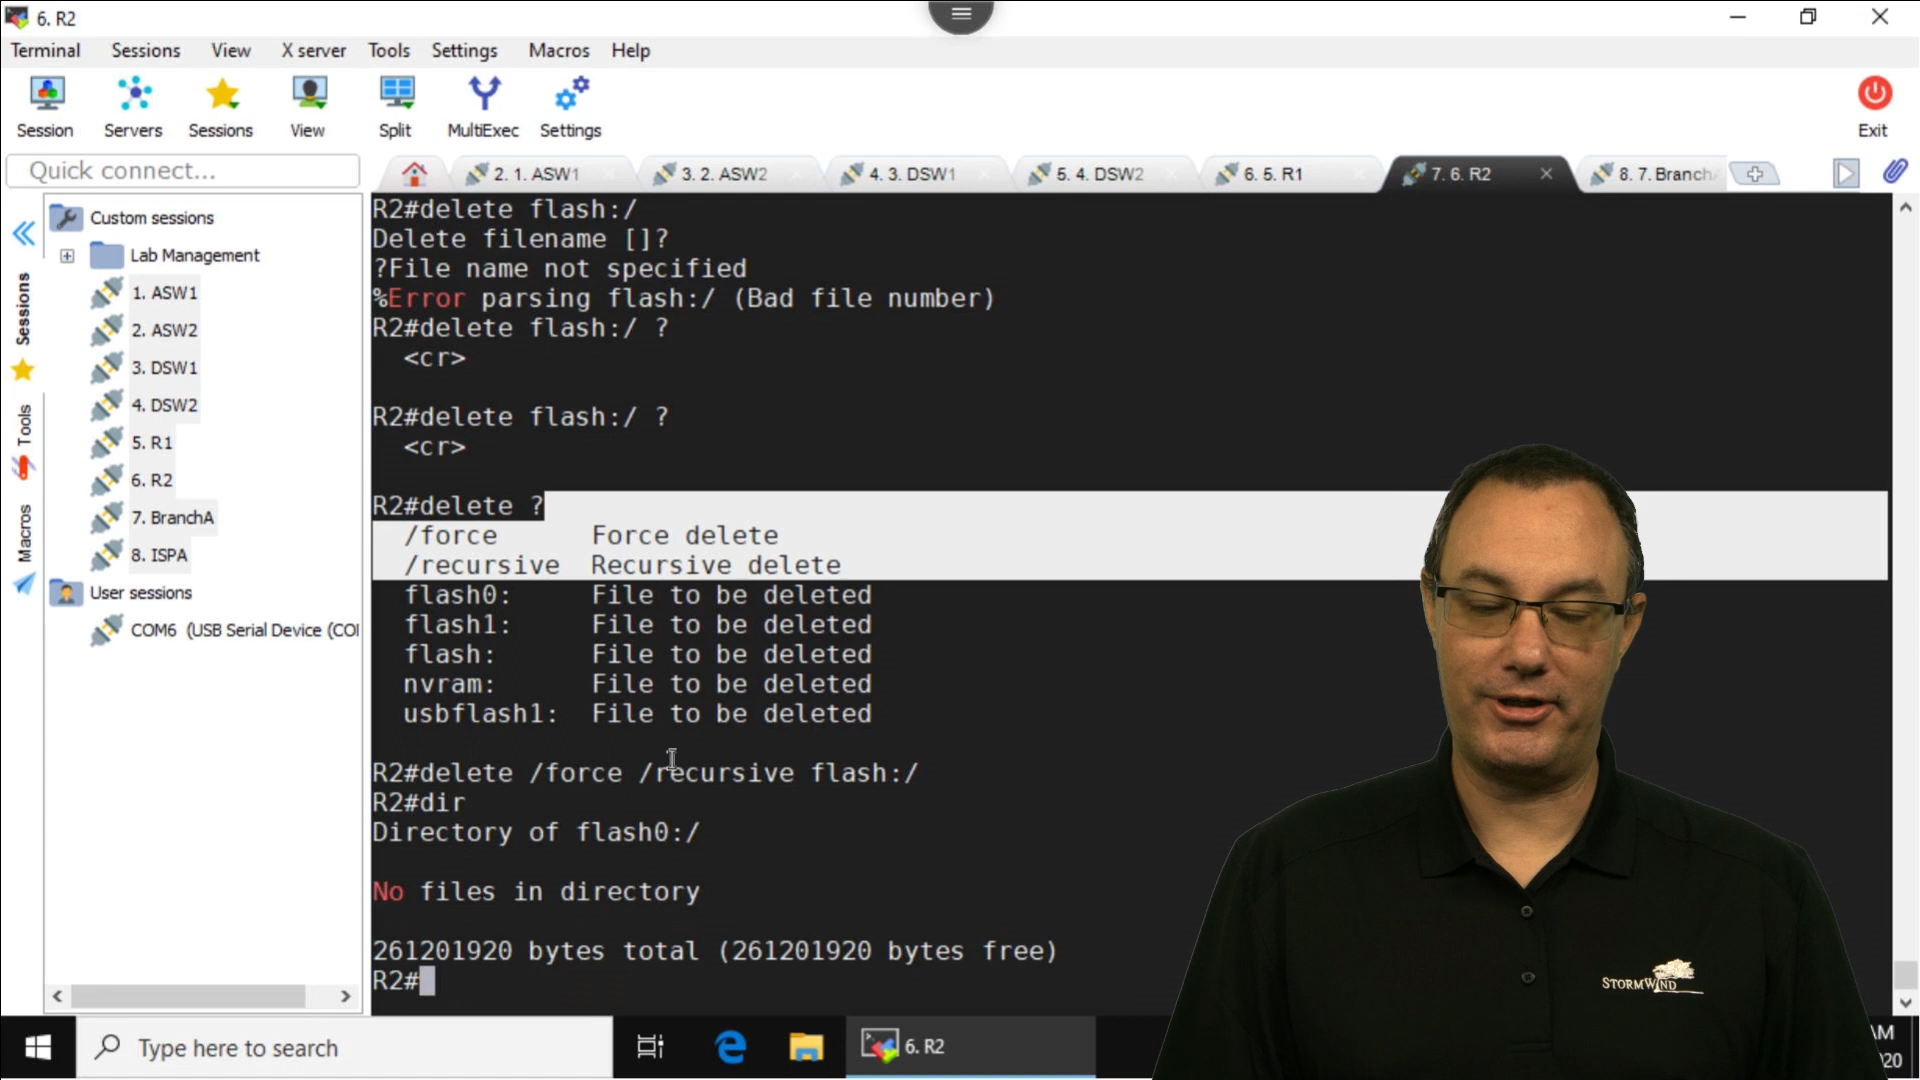 6. R2
Terminal Sessions View X server Tools Settings Macros Help
Session Servers Sessions View Split MultiExec Settings Exit
Quick connect...
2. 1. ASW1 3. 2. ASW2 4. 3. DSW1 5. 4. DSW2 6. 5. R1 7. 6. R2 8. 7. Branch
Sessions
Tools
Macros
Custom sessions
Lab Management
1. ASW1
2. ASW2
3. DSW1
4. DSW2
5. R1
6. R2
7. BranchA
8. ISPA
User sessions
COM6 (USB Serial Device (COI
R2#delete flash:/
Delete filename []?
?File name not specified
%Error parsing flash:/ (Bad file number)
R2#delete flash:/ ?
<cr>
R2#delete flash:/ ?
<cr>
R2#delete ?
/force Force delete
/recursive Recursive delete
flash0: File to be deleted
flash1: File to be deleted
flash: File to be deleted
nvram: File to be deleted
usbflash1: File to be deleted
R2#delete /force /recursive flash:/
R2#dir
Directory of flash0:/
No files in directory
261201920 bytes total (261201920 bytes free)
R2#
STORMWIND
Type here to search
6. R2
AM
20